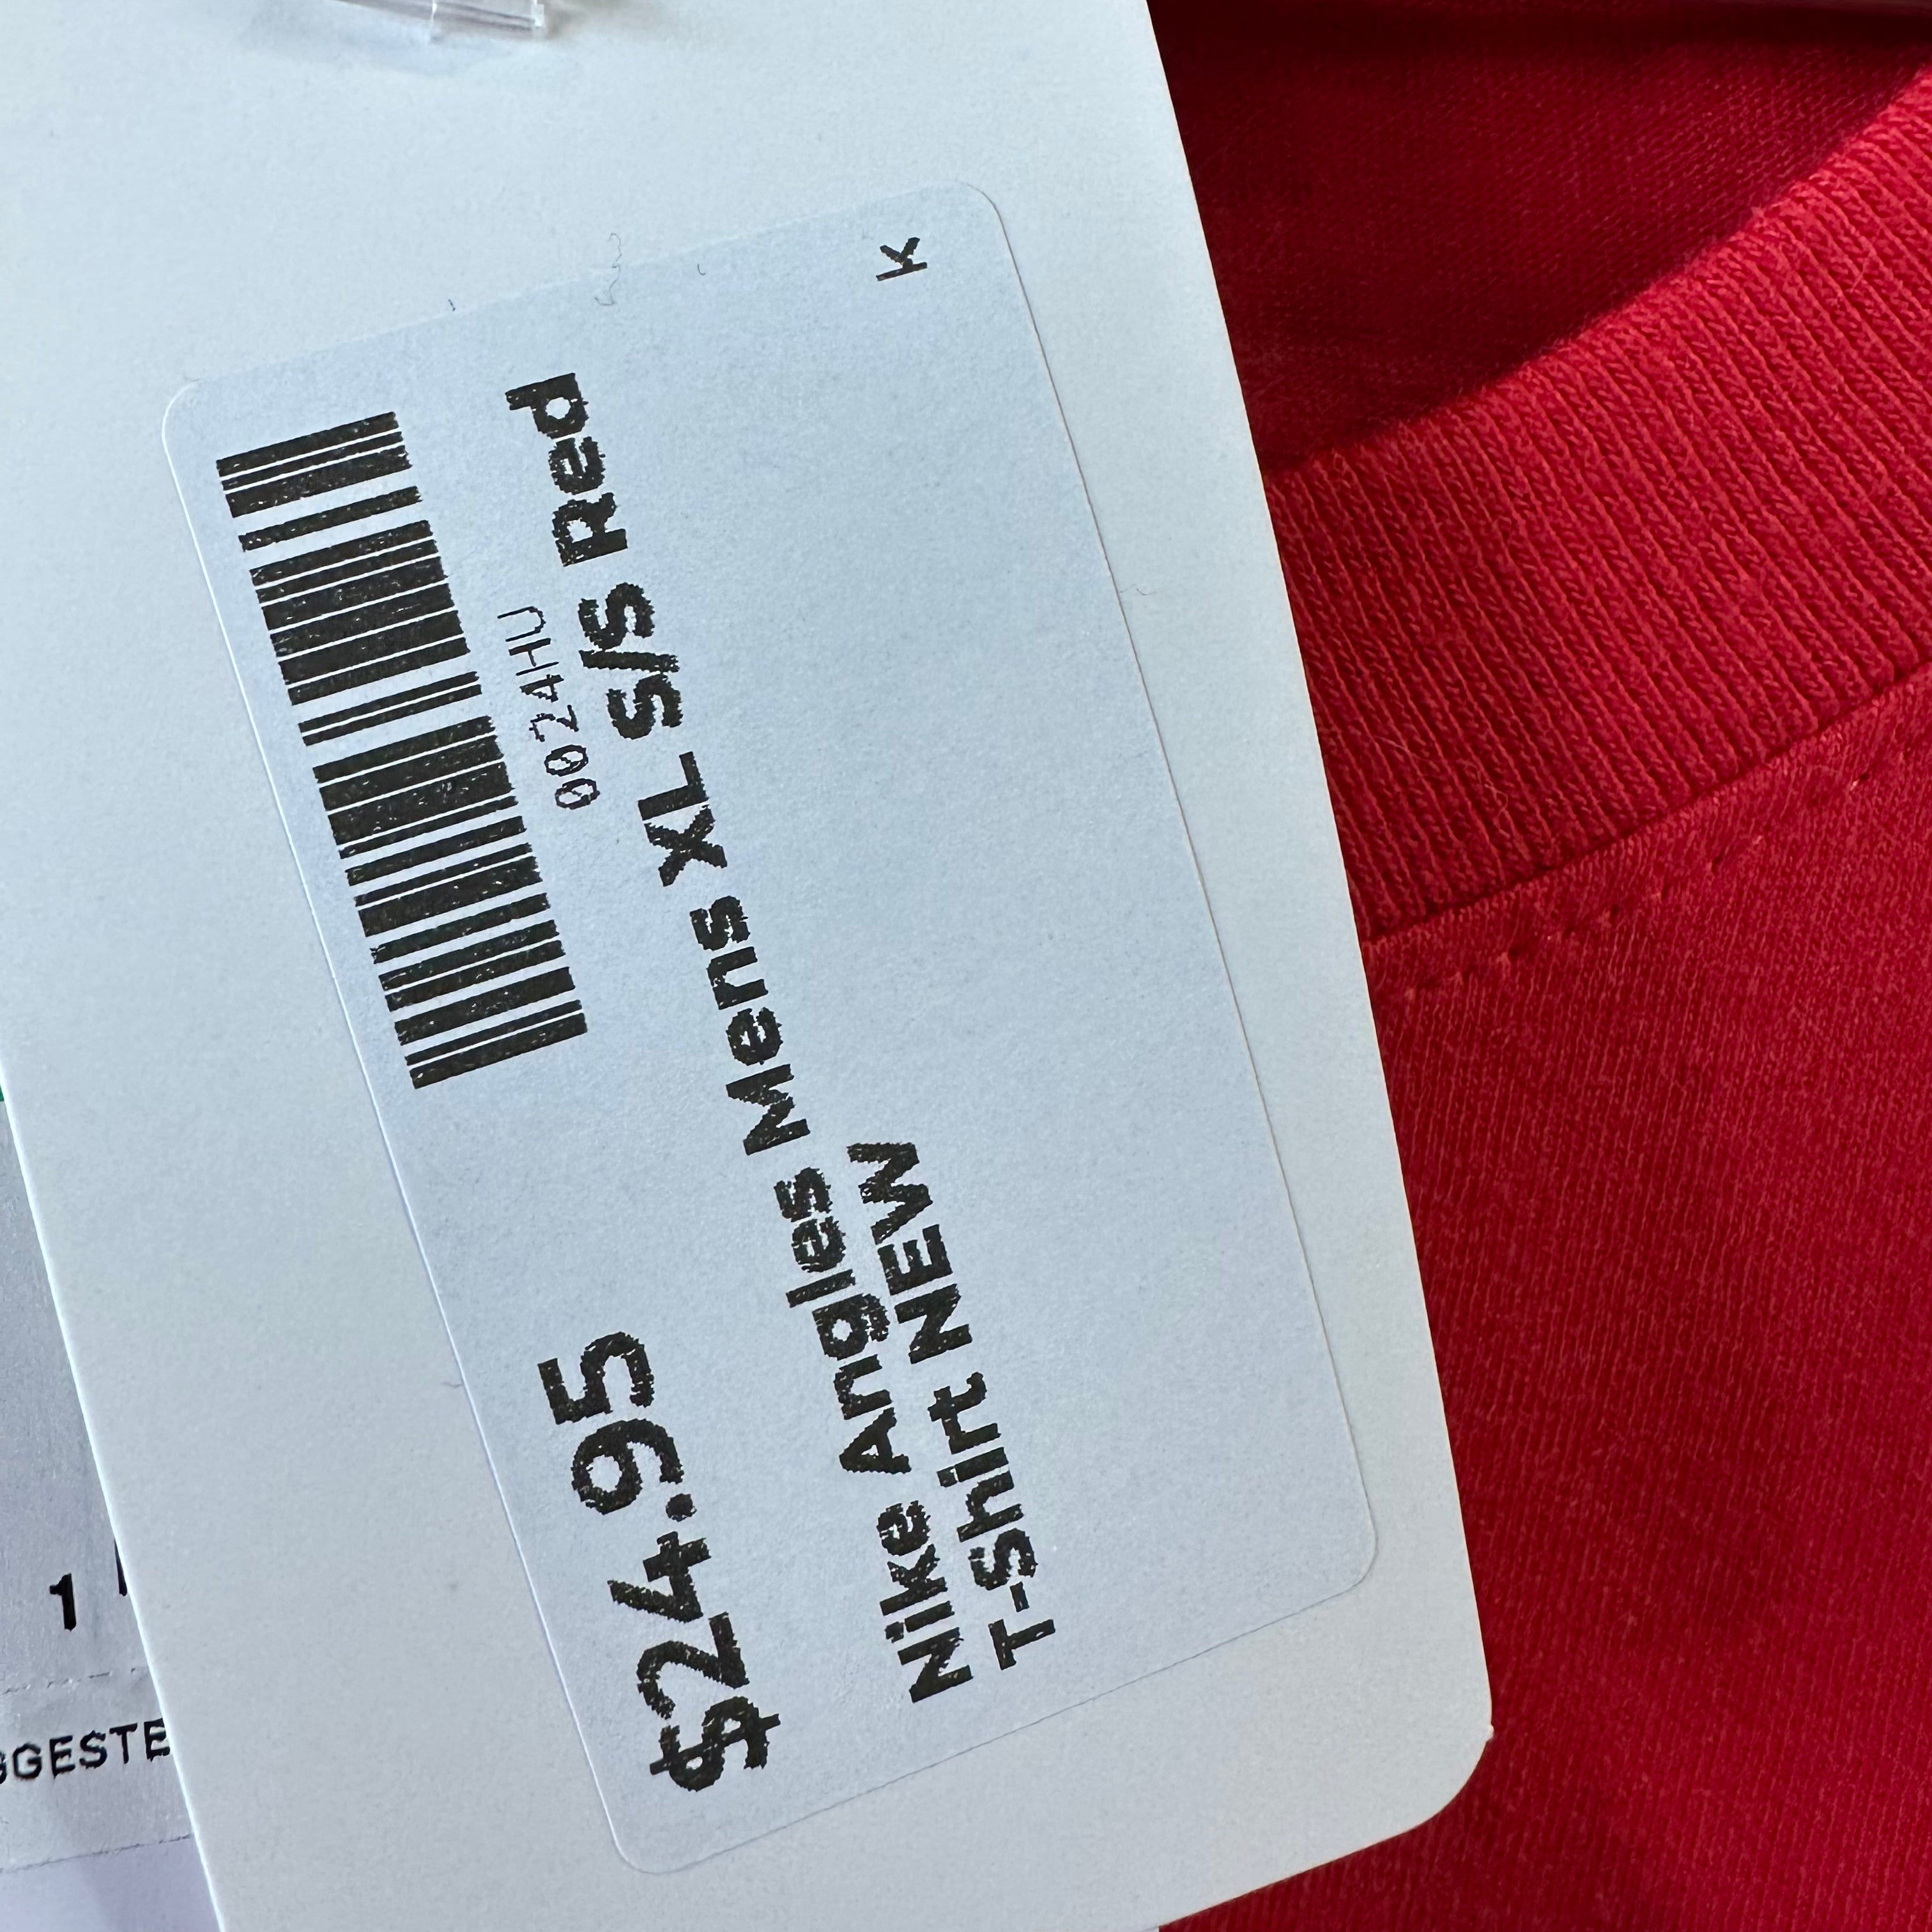 0024HU
$24.95
Nike Angles Mens XL S/S Red
T-Shirt NEW
K
1
GGESTE